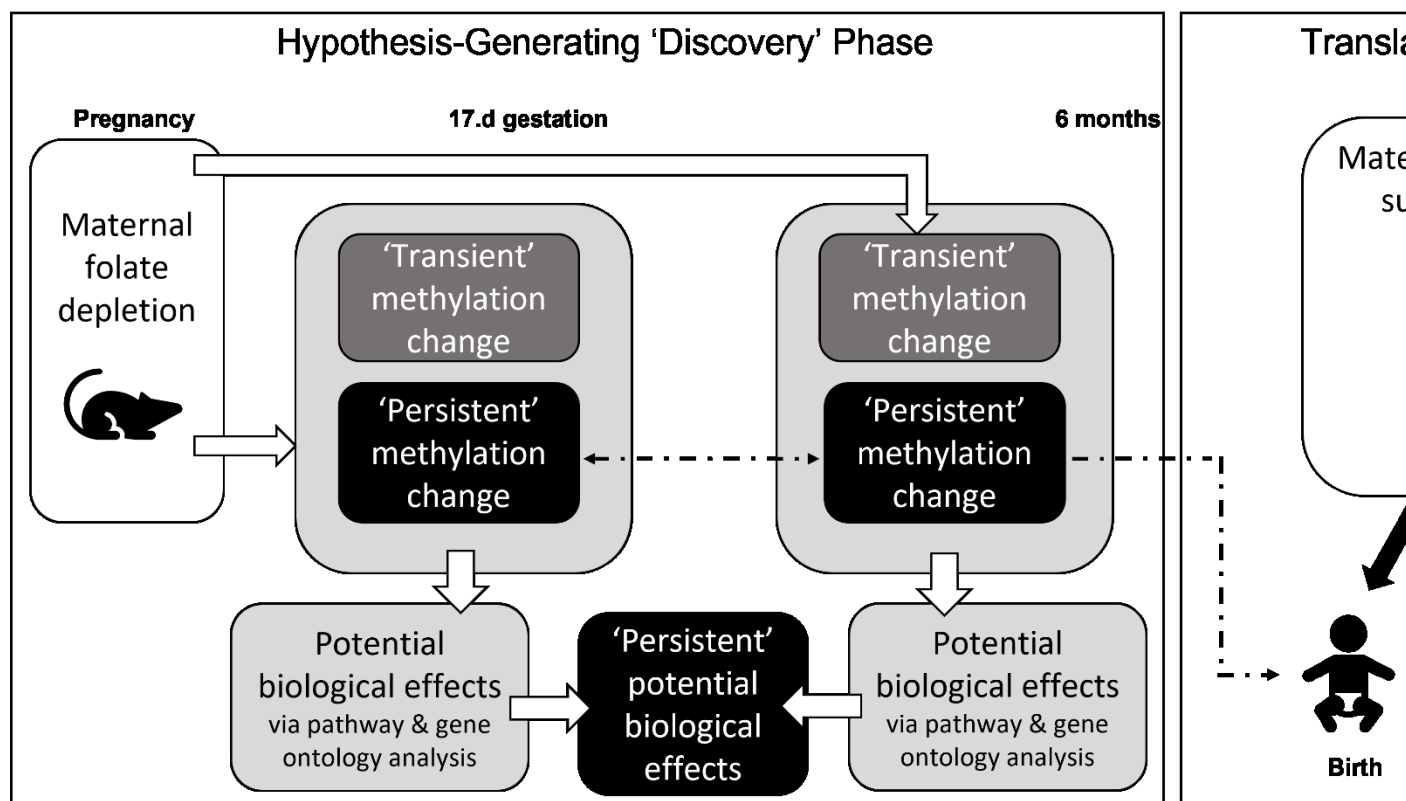 Hypothesis-Generating ‘Discovery’ Phase
Pregnancy
17.d gestation
6 months
Maternal
folate
depletion
‘Transient’
methylation
change
‘Persistent’
methylation
change
‘Transient’
methylation
change
‘Persistent’
methylation
change
Potential
biological effects
via pathway & gene
ontology analysis
‘Persistent’
potential
biological
effects
Potential
biological effects
via pathway & gene
ontology analysis
Birth